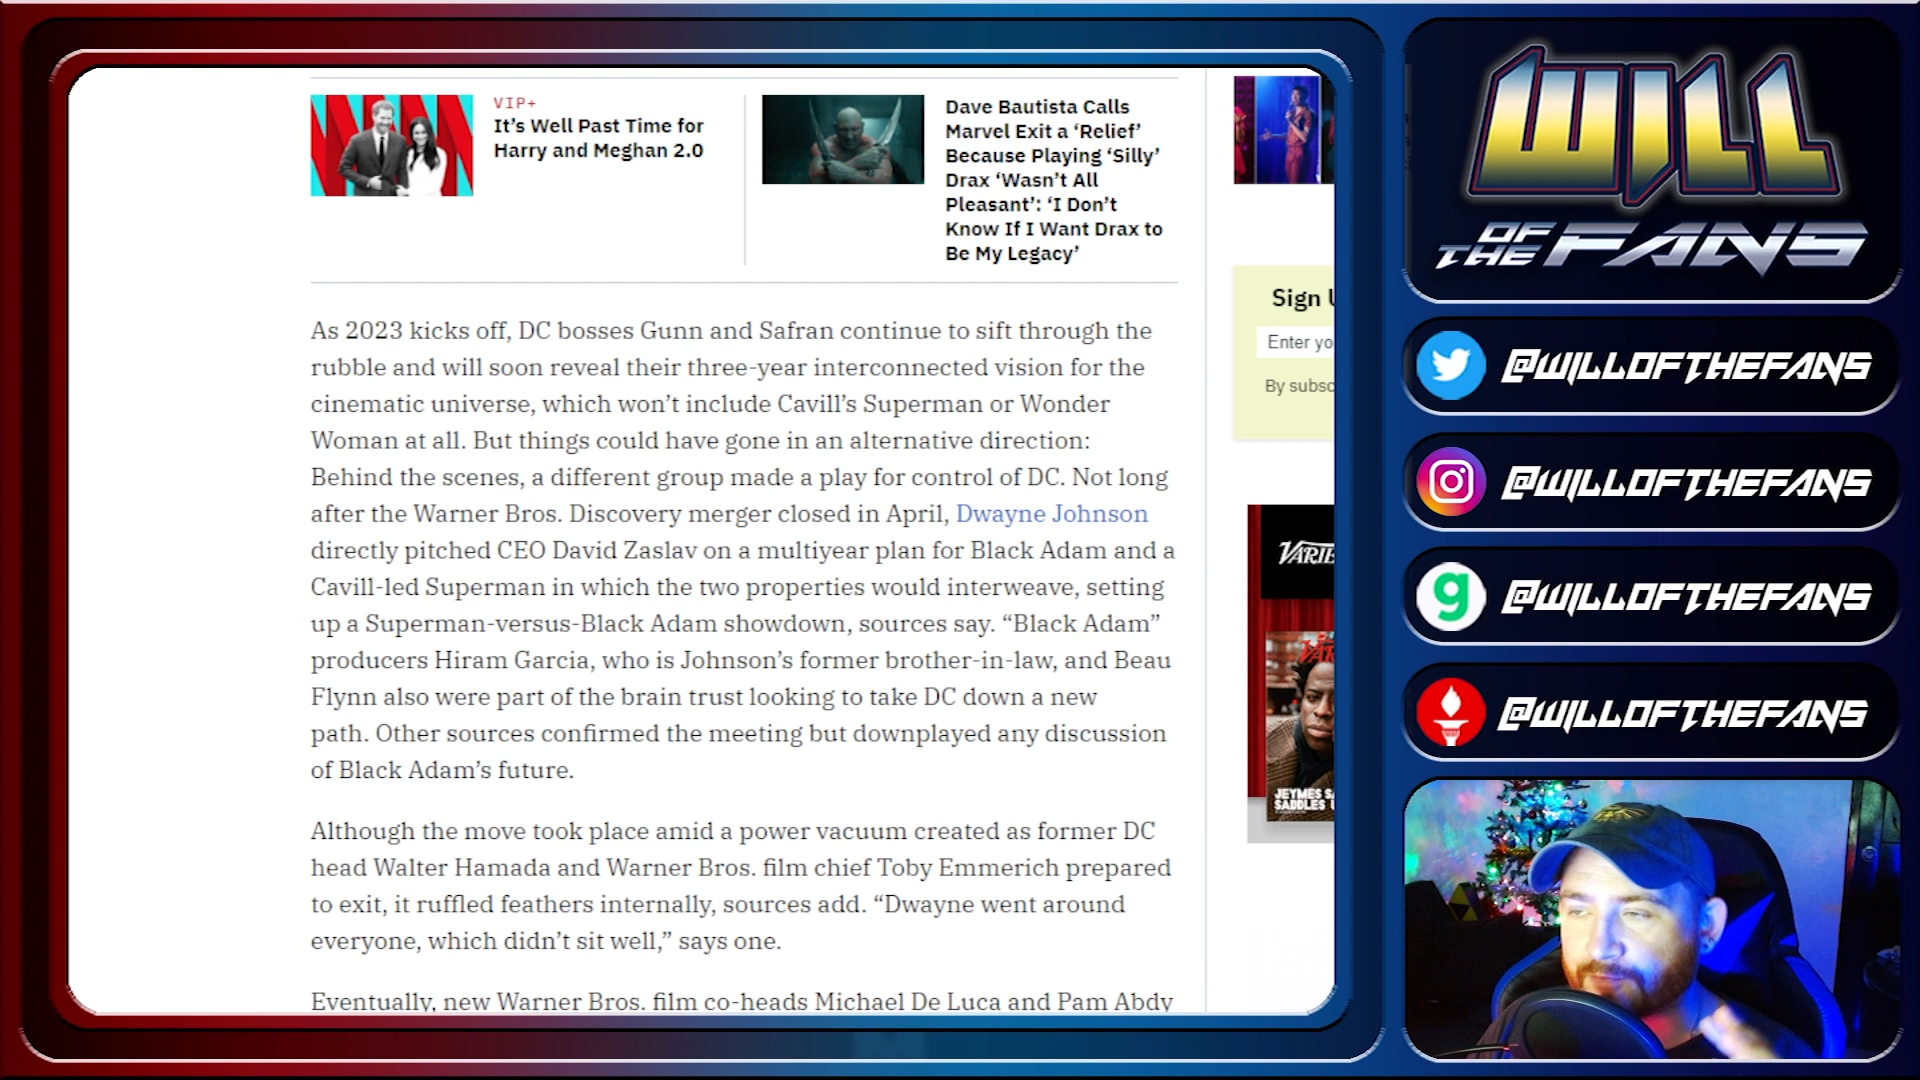 VIP+
It’s Well Past Time for
Harry and Meghan 2.0
Dave Bautista Calls
Marvel Exit a ‘Relief’
Because Playing ‘Silly’
Drax ‘Wasn’t All
Pleasant’: ‘I Don’t
Know If I Want Drax to
Be My Legacy’
As 2023 kicks off, DC bosses Gunn and Safran continue to sift through the
rubble and will soon reveal their three-year interconnected vision for the
cinematic universe, which won’t include Cavill’s Superman or Wonder
Woman at all. But things could have gone in an alternative direction:
Behind the scenes, a different group made a play for control of DC. Not long
after the Warner Bros. Discovery merger closed in April, Dwayne Johnson
directly pitched CEO David Zaslav on a multiyear plan for Black Adam and a
Cavill-led Superman in which the two properties would interweave, setting
up a Superman-versus-Black Adam showdown, sources say. “Black Adam”
producers Hiram Garcia, who is Johnson’s former brother-in-law, and Beau
Flynn also were part of the brain trust looking to take DC down a new
path. Other sources confirmed the meeting but downplayed any discussion
of Black Adam’s future.
Although the move took place amid a power vacuum created as former DC
head Walter Hamada and Warner Bros. film chief Toby Emmerich prepared
to exit, it ruffled feathers internally, sources add. “Dwayne went around
everyone, which didn’t sit well,” says one.
Eventually, new Warner Bros. film co-heads Michael De Luca and Pam Abdy
Sign
Enter yo
By subsc
VARIE
VAR
JEYMES
SADDLES
WILL
OF
THE FANS
@WILLOFTHEFANS
@WILLOFTHEFANS
g
@WILLOFTHEFANS
@WILLOFTHEFANS